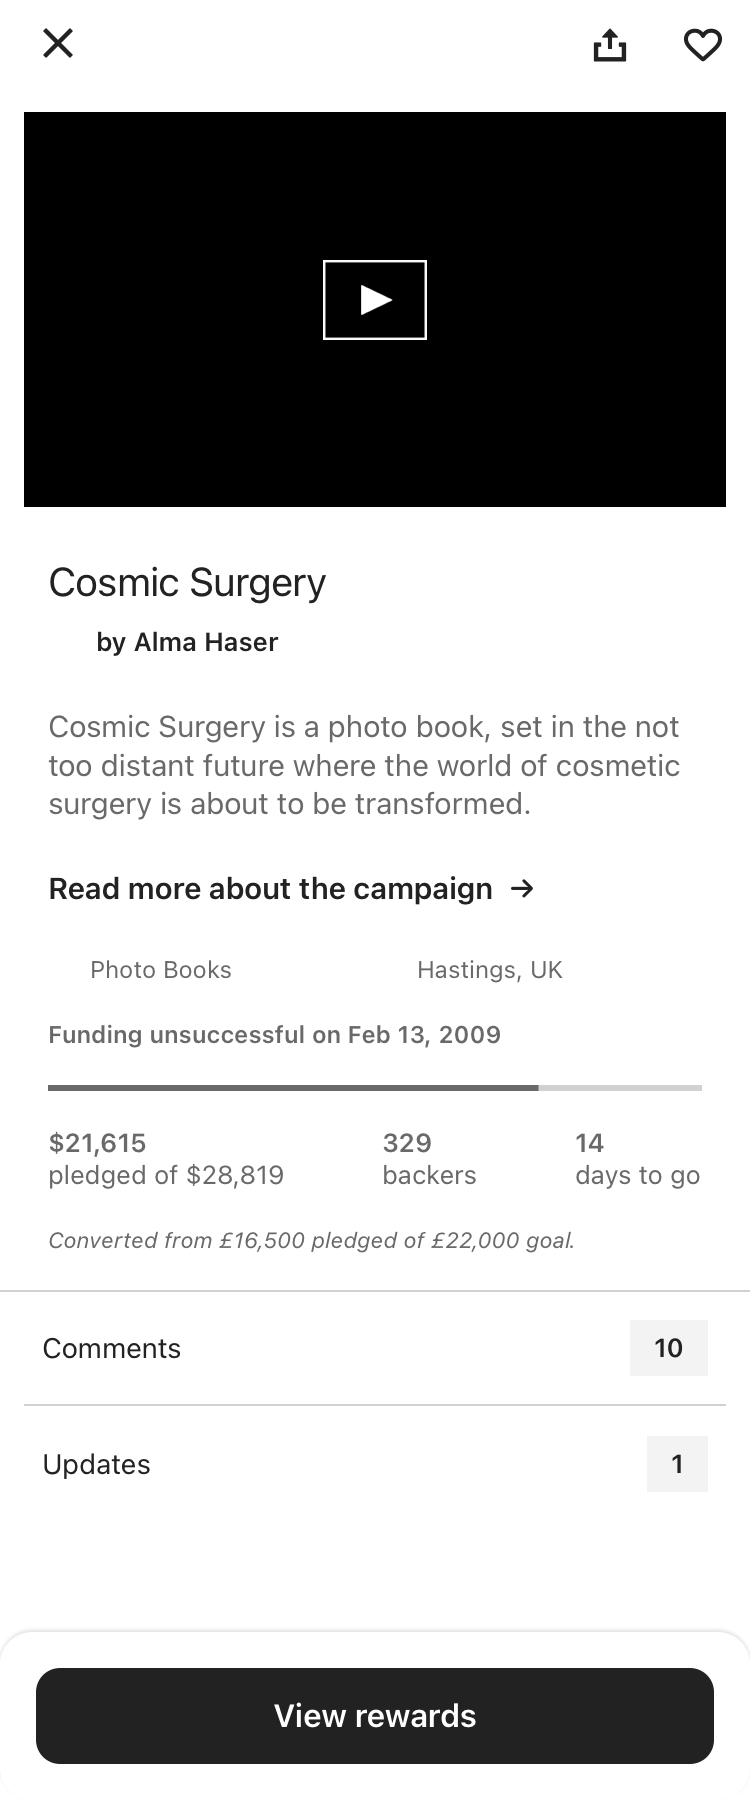 Cosmic Surgery
by Alma Haser
Cosmic Surgery is a photo book, set in the not
too distant future where the world of cosmetic
surgery is about to be transformed.
Read more about the campaign →
Photo Books
Hastings, UK
Funding unsuccessful on Feb 13, 2009
$21,615
pledged of $28,819
329
backers
14
days to go
Converted from £16,500 pledged of £22,000 goal.
Comments
10
Updates
1
View rewards